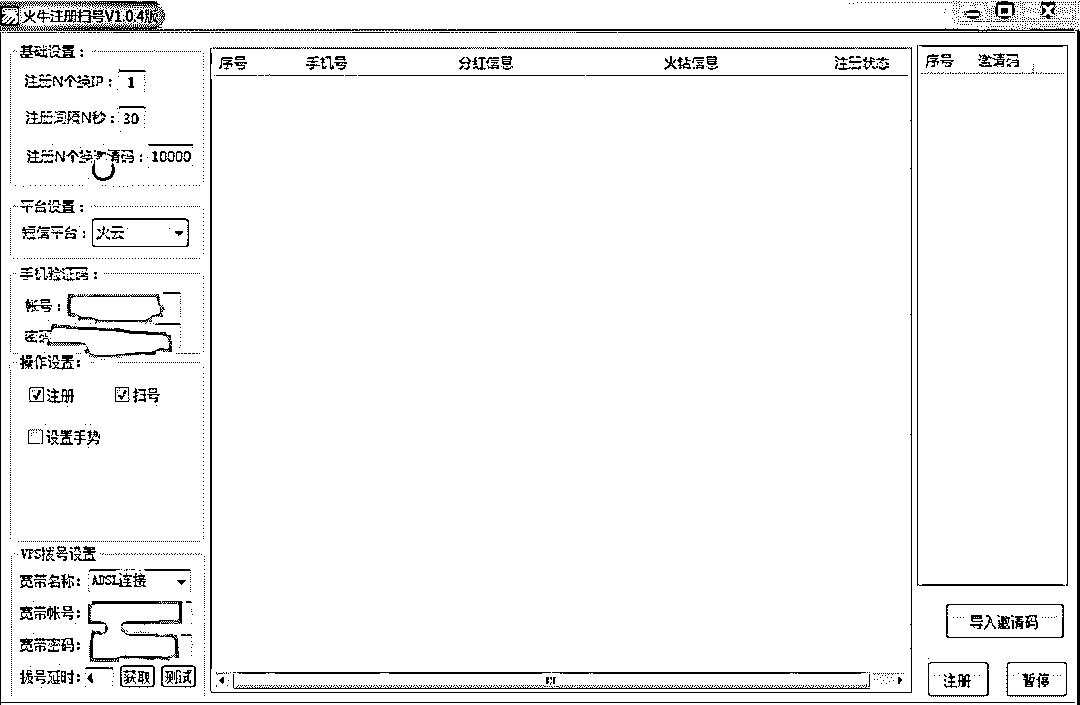 火牛注册扫号V1.0.4版
基础设置:
注册N个换IP: 1
注册间隔N秒: 30
注册N个换邀请码: 10000
平台设置:
短信平台: 火云
手机验证码:
帐号:
操作设置:
注册 扫号
设置手势
VPS拨号设置
宽带名称: ADSL连接
宽带帐号:
宽带密码:
拨号延时: 4 获取 测试
序号 手机号 分红信息 火钻信息 注册状态
序号 邀请码
导入邀请码
注册 暂停